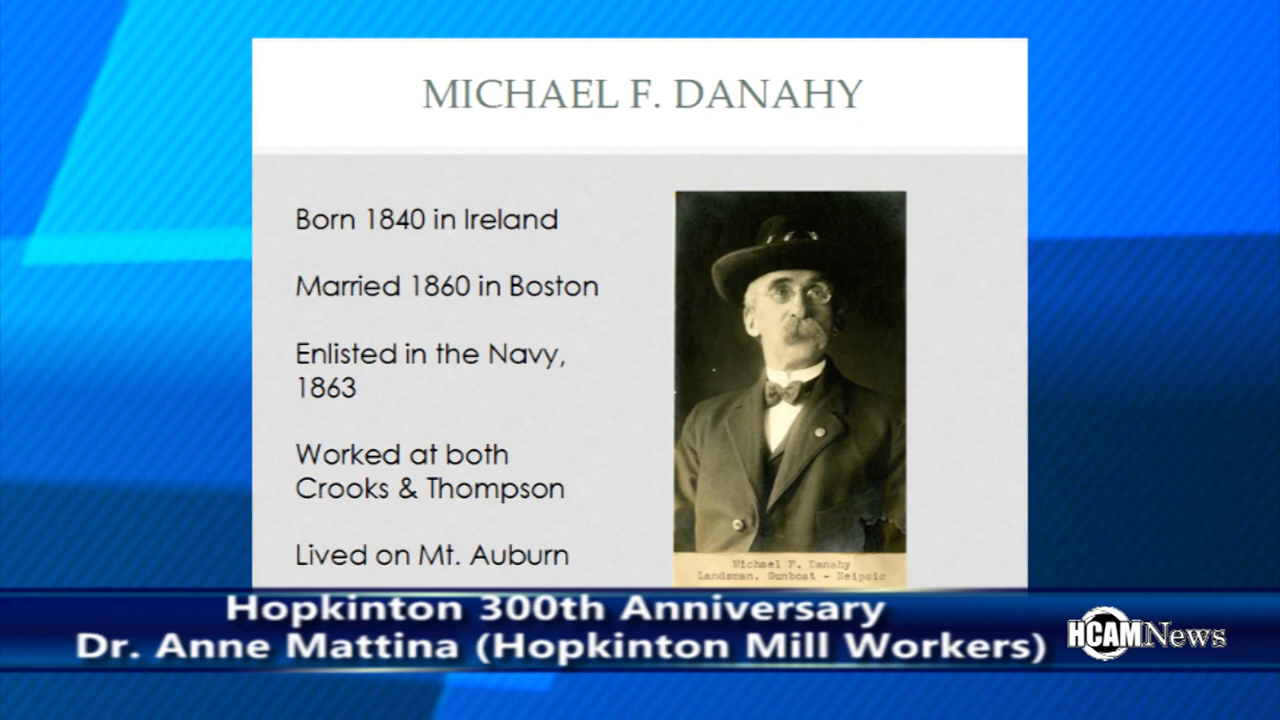 MICHAEL F. DANAHY
Born 1840 in Ireland
Married 1860 in Boston
Enlisted in the Navy,
1863
Worked at both
Crooks & Thompson
Lived on Mt. Auburn
Michael F. Danahy
Landsman. Gunboat - Neipsic
Hopkinton 300th Anniversary
Dr. Anne Mattina (Hopkinton Mill Workers)
HCAMNews